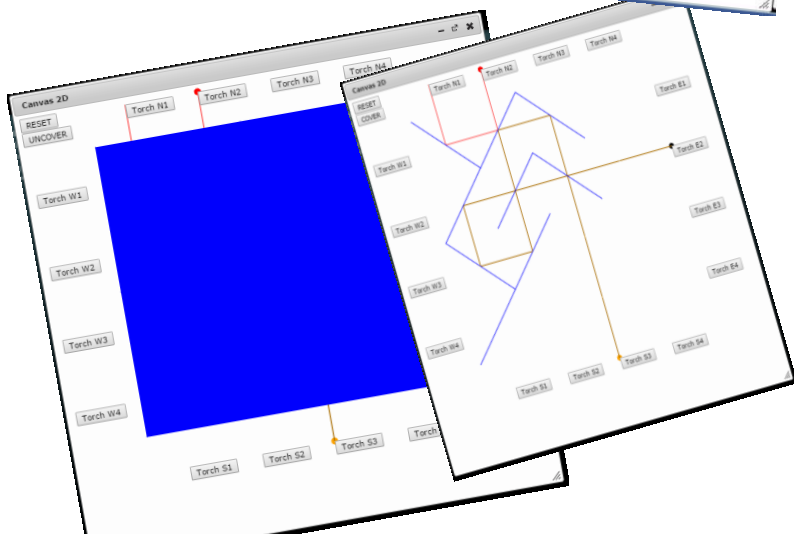 Canvas 2D
RESET
UNCOVER
Torch N1
Torch N2
Torch N3
Torch N4
Torch W1
Torch W2
Torch W3
Torch W4
Torch S1
Torch S2
Torch S3
Torch
Canvas 2D
RESET
COVER
Torch N1
Torch N2
Torch N3
Torch N4
Torch E1
Torch E2
Torch E3
Torch E4
Torch W1
Torch W2
Torch W3
Torch W4
Torch S1
Torch S2
Torch S3
Torch S4